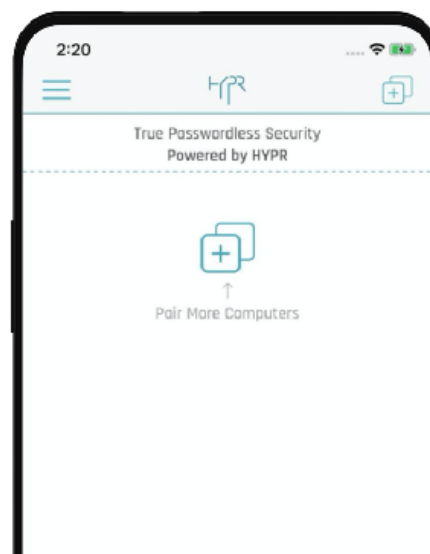 2:20
HYPR
True Passwordless Security
Powered by HYPR
Pair More Computers